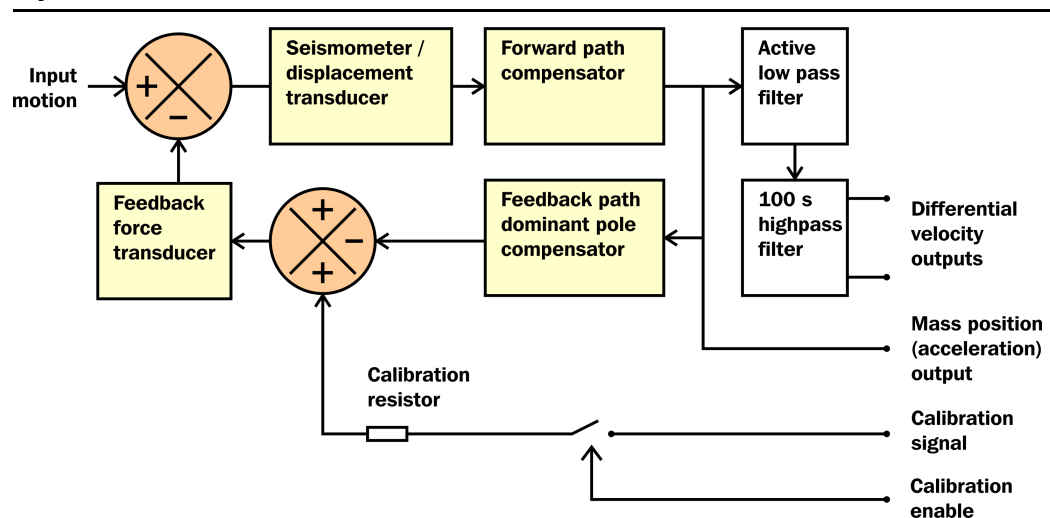 Input
motion
+
−
Seismometer /
displacement
transducer
Forward path
compensator
Active
low pass
filter
Feedback
force
transducer
+
−
+
Feedback path
dominant pole
compensator
100 s
highpass
filter
Differential
velocity
outputs
Mass position
(acceleration)
output
Calibration
resistor
Calibration
signal
Calibration
enable